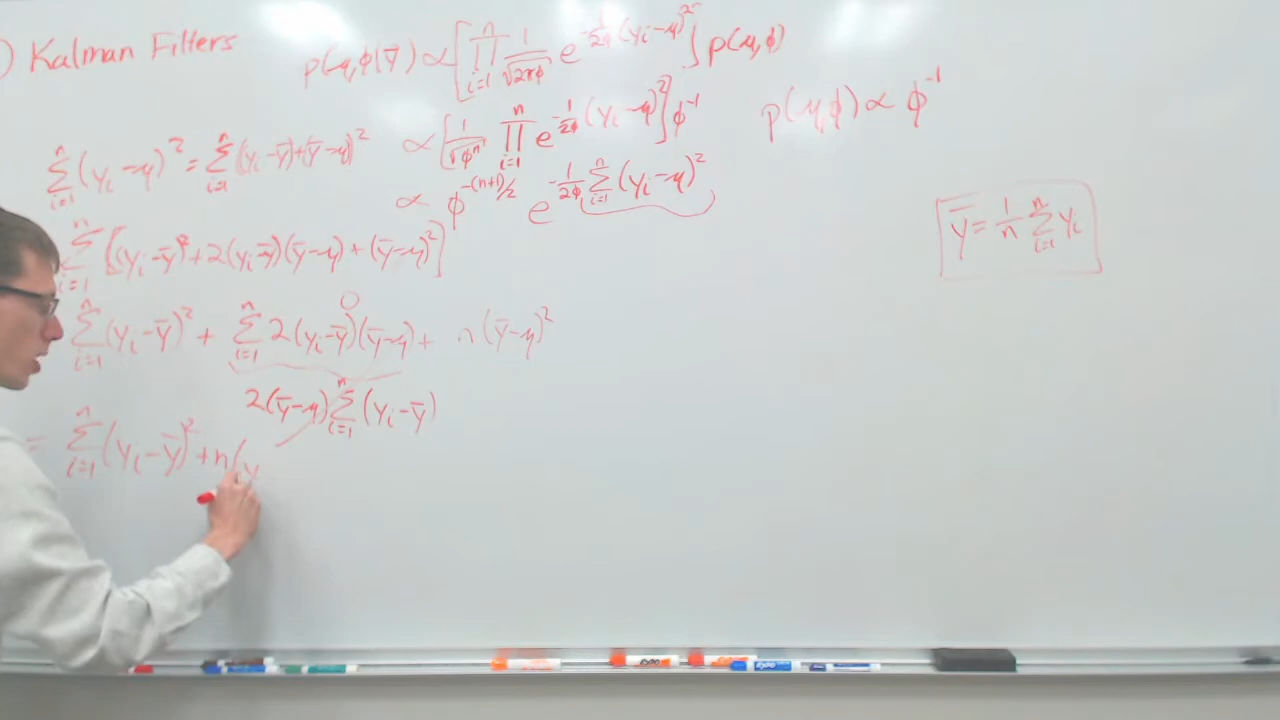 ) Kalman Filters
p(μ,φ|y̅) ∝ [∏_{i=1}^{n} 1/√(2πφ) e^{-1/(2φ) (y_i-μ)^2}] p(μ,φ)
∝ [1/√φ^n ∏_{i=1}^{n} e^{-1/(2φ) (y_i-μ)^2}] φ^{-1}
p(μ,φ) ∝ φ^{-1}
∝ φ^{-(n+1)/2} e^{-1/(2φ) ∑_{i=1}^{n} (y_i-μ)^2}
y̅ = 1/n ∑_{i=1}^{n} y_i
∑_{i=1}^{n} (y_i-μ)^2 = ∑_{i=1}^{n} (y_i-y̅+(y̅-μ))^2
∑_{i=1}^{n} [(y_i-y̅)^2 + 2(y_i-y̅)(y̅-μ) + (y̅-μ)^2]
∑_{i=1}^{n} (y_i-y̅)^2 + ∑_{i=1}^{n} 2(y_i-y̅)(y̅-μ) + n(y̅-μ)^2
0
2(y̅-μ) ∑_{i=1}^{n} (y_i-y̅)
= ∑_{i=1}^{n} (y_i-y̅)^2 + n(y